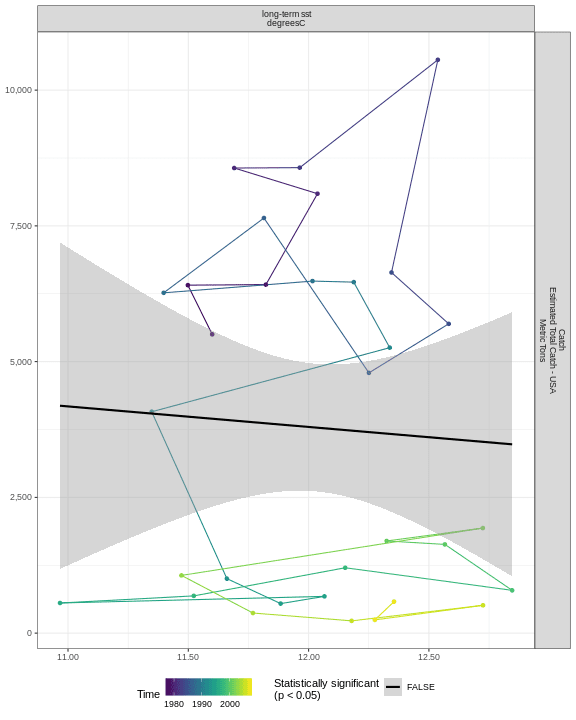 long-term sst
degreesC
10,000
7,500
5,000
2,500
0
Catch
Estimated Total Catch - USA
Metric Tons
11.00 11.50 12.00 12.50
Time
1980 1990 2000
Statistically significant
(p < 0.05)
FALSE